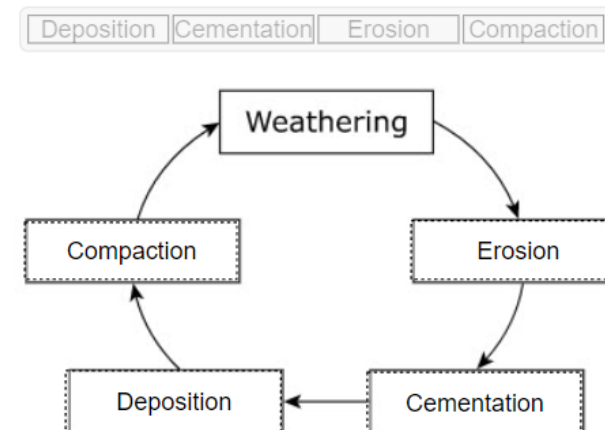 Deposition Cementation Erosion Compaction
Weathering
Compaction Erosion
Deposition Cementation